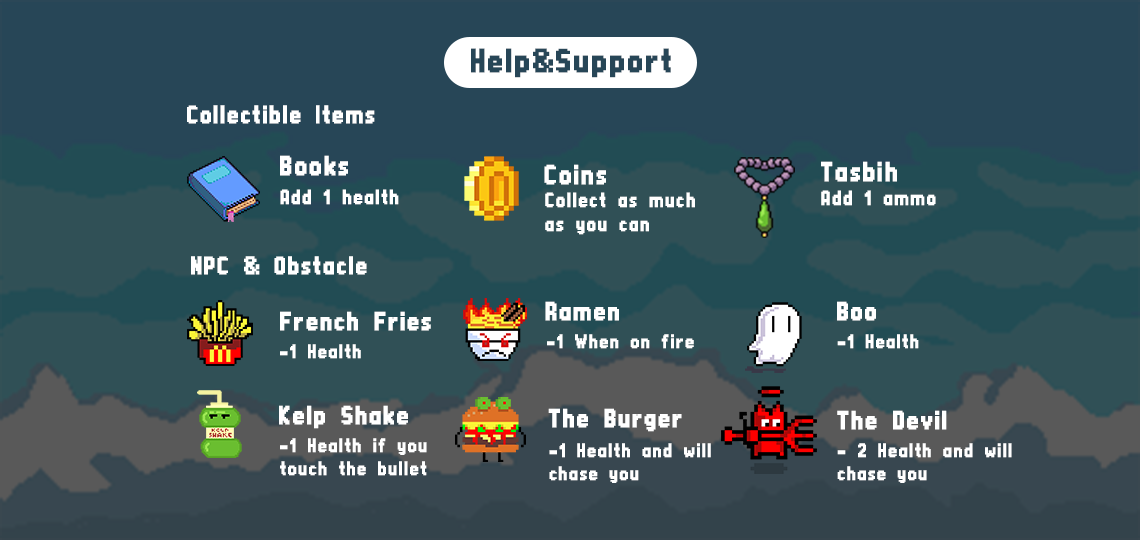 Help&Support
Collectible Items
Books
Add 1 health
Coins
Collect as much
as you can
Tasbih
Add 1 ammo
NPC & Obstacle
French Fries
-1 Health
Ramen
-1 When on fire
Boo
-1 Health
KELP
SHAKE
Kelp Shake
-1 Health if you
touch the bullet
The Burger
-1 Health and will
chase you
The Devil
- 2 Health and will
chase you